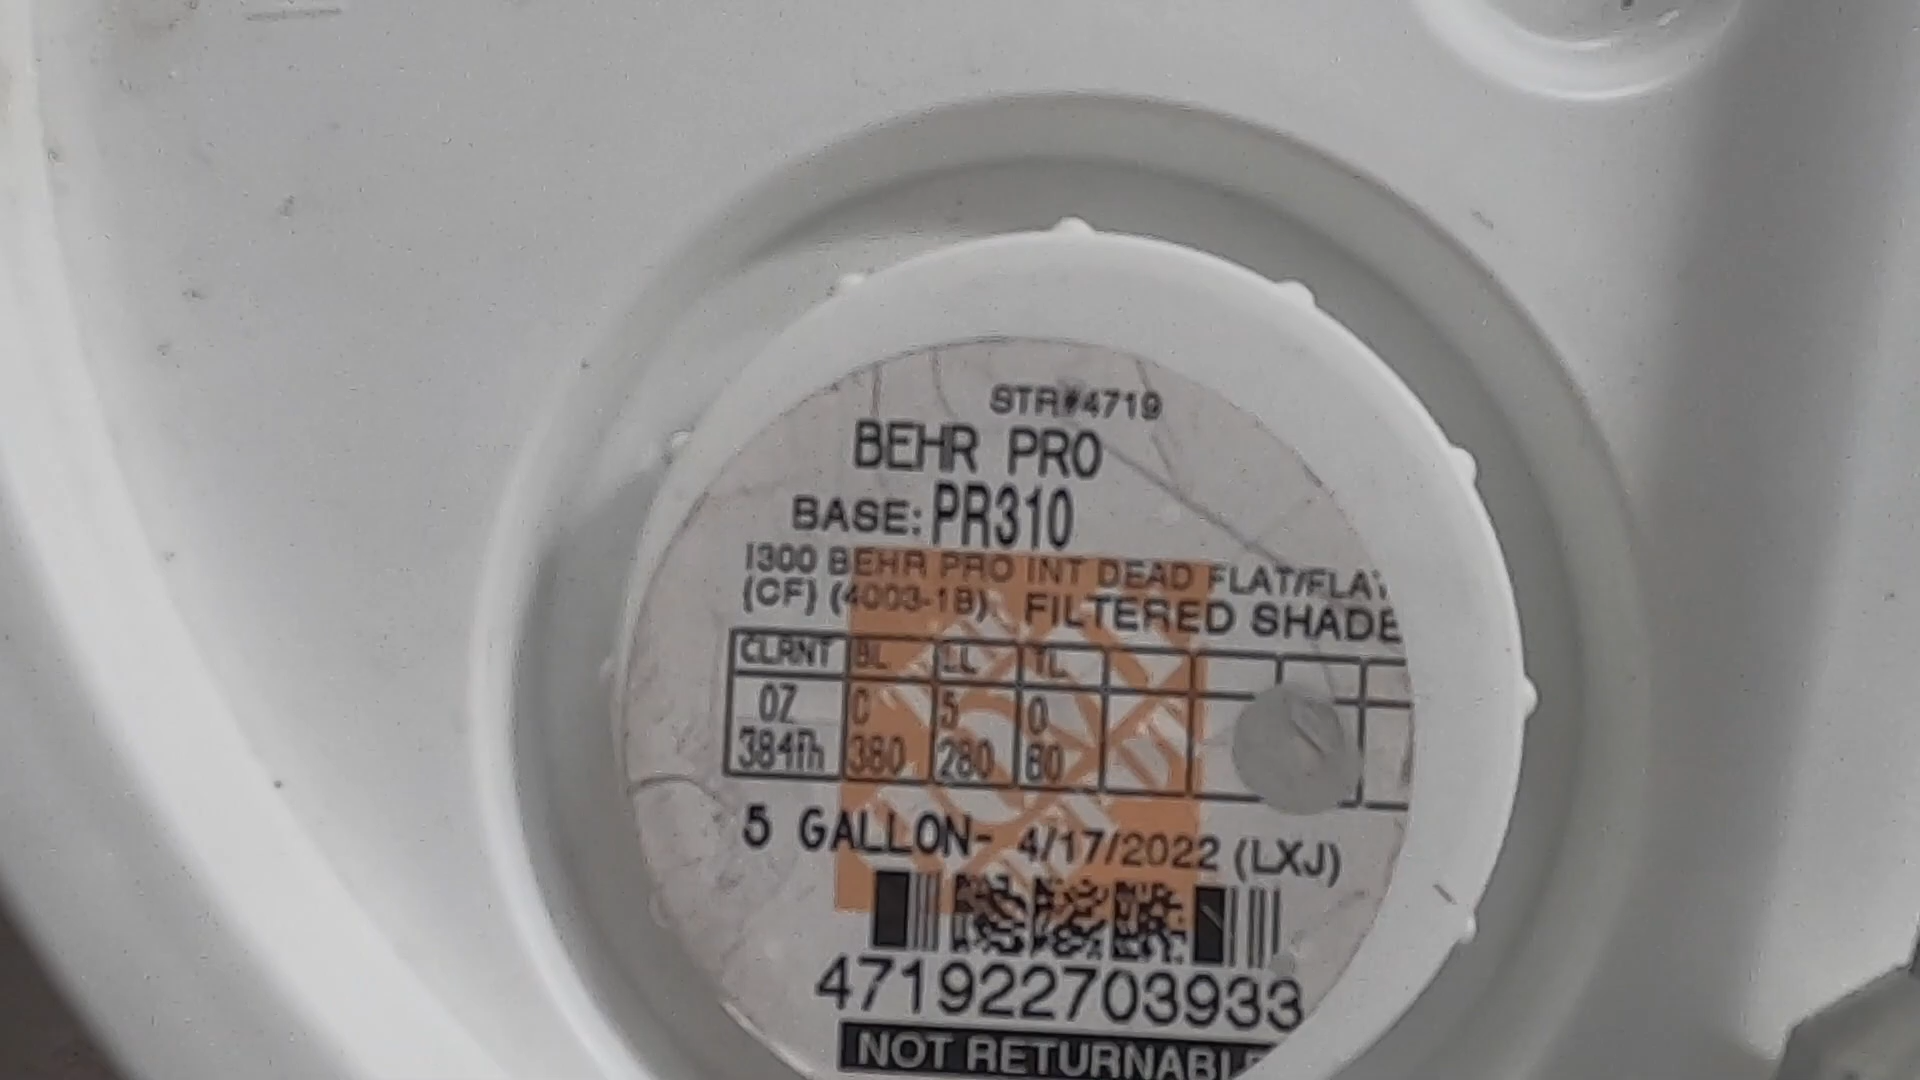 STR#4719
BEHR PRO
BASE: PR310
I300 BEHR PRO INT DEAD FLAT/FLAT
(CF) (4003-1B) FILTERED SHADE
CLRNT BL LL TL
OZ 0 5 0
384th 380 280 80
5 GALLON- 4/17/2022 (LXJ)
471922703933
NOT RETURNABLE